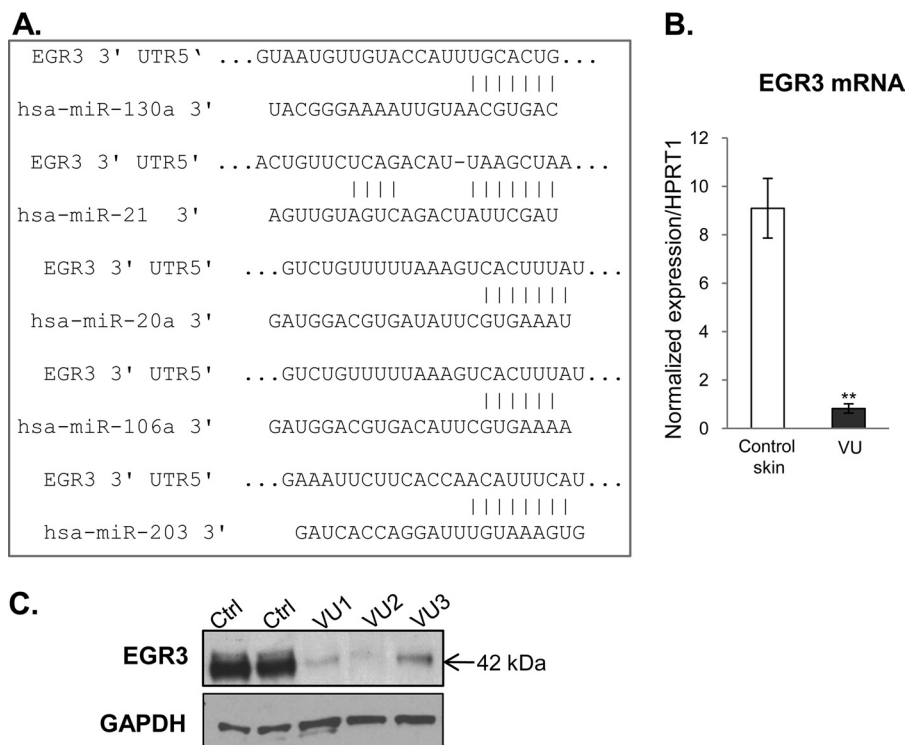 A.
EGR3 3' UTR5' ...GUAAUGUUGUACCAUUUGCACUG...
|||||||
hsa-miR-130a 3' UACGGGAAAAUUGUAACGUGAC
EGR3 3' UTR5' ...ACUGUUCUCAGACAU-UAAGCUAA...
|||| |||||||
hsa-miR-21 3' AGUUGUAGUCAGACUAUUCGAU
EGR3 3' UTR5' ...GUCUGUUUUUAAAGUCACUUUAU...
|||||||
hsa-miR-20a 3' GAUGGACGUGAUAUUCGUGAAAU
EGR3 3' UTR5' ...GUCUGUUUUUAAAGUCACUUUAU...
||||||
hsa-miR-106a 3' GAUGGACGUGACAUUCGUGAAAA
EGR3 3' UTR5' ...GAAAUUCUUCACCAACAUUUCAU...
||||||||
hsa-miR-203 3' GAUCACCAGGAUUUGUAAAGUG
B.
EGR3 mRNA
Normalized expression/HPRT1
12
10
8
6
4
2
0
**
Control skin
VU
C.
Ctrl Ctrl VU1 VU2 VU3
EGR3
42 kDa
GAPDH